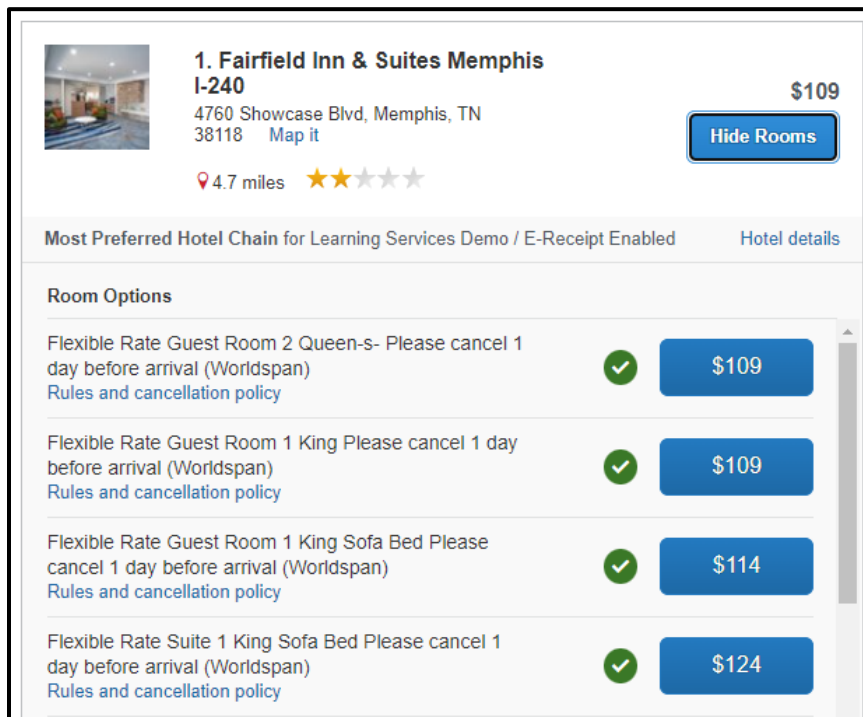 1. Fairfield Inn & Suites Memphis
I-240
$109
4760 Showcase Blvd, Memphis, TN
38118 Map it
Hide Rooms
4.7 miles
Most Preferred Hotel Chain for Learning Services Demo / E-Receipt Enabled Hotel details
Room Options
Flexible Rate Guest Room 2 Queen-s- Please cancel 1
day before arrival (Worldspan)
$109
Rules and cancellation policy
Flexible Rate Guest Room 1 King Please cancel 1 day
before arrival (Worldspan)
$109
Rules and cancellation policy
Flexible Rate Guest Room 1 King Sofa Bed Please
cancel 1 day before arrival (Worldspan)
$114
Rules and cancellation policy
Flexible Rate Suite 1 King Sofa Bed Please cancel 1
day before arrival (Worldspan)
$124
Rules and cancellation policy